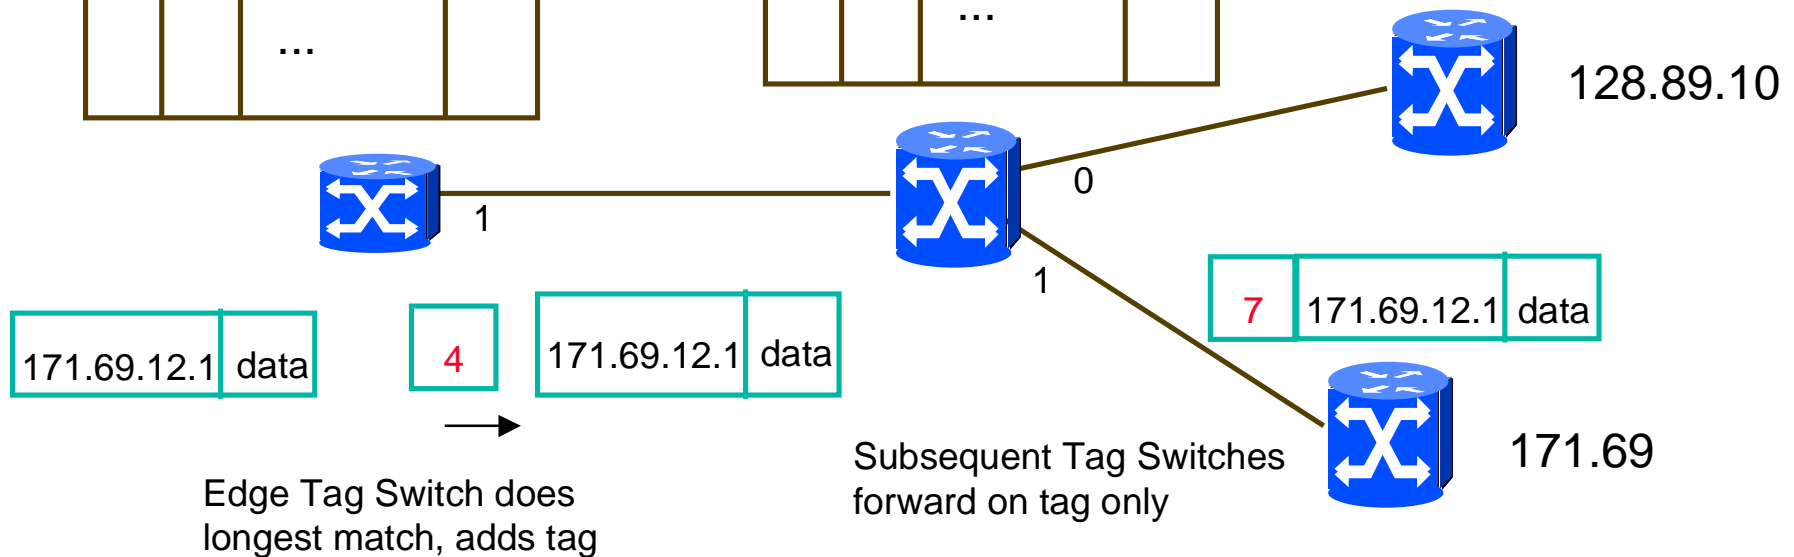 ...
...
128.89.10
0
1
1
7 171.69.12.1 data
171.69.12.1 data
4
171.69.12.1 data
171.69
Subsequent Tag Switches
forward on tag only
Edge Tag Switch does
longest match, adds tag